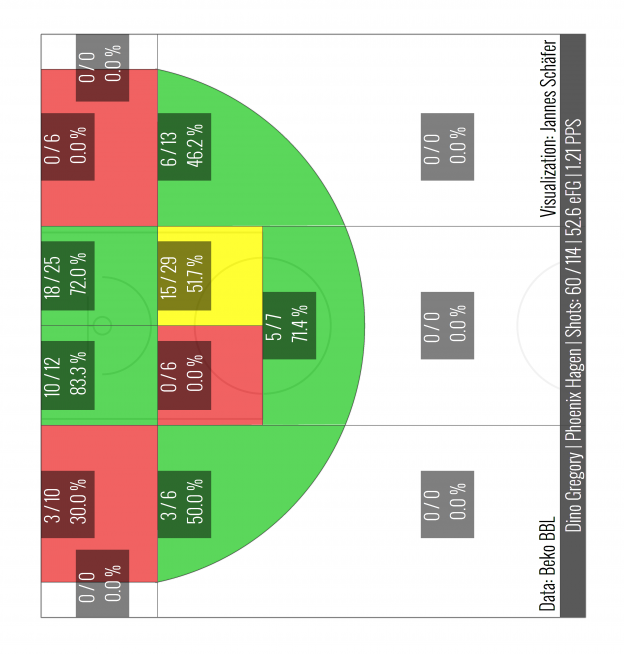 0 / 0
0.0 %
3 / 10
30.0 %
10 / 12
83.3 %
18 / 25
72.0 %
0 / 6
0.0 %
0 / 0
0.0 %
3 / 6
50.0 %
0 / 6
0.0 %
15 / 29
51.7 %
6 / 13
46.2 %
5 / 7
71.4 %
0 / 0
0.0 %
0 / 0
0.0 %
0 / 0
0.0 %
Data: Beko BBL
Visualization: Jannes Schäfer
Dino Gregory | Phoenix Hagen | Shots: 60 / 114 | 52.6 eFG | 1.21 PPS